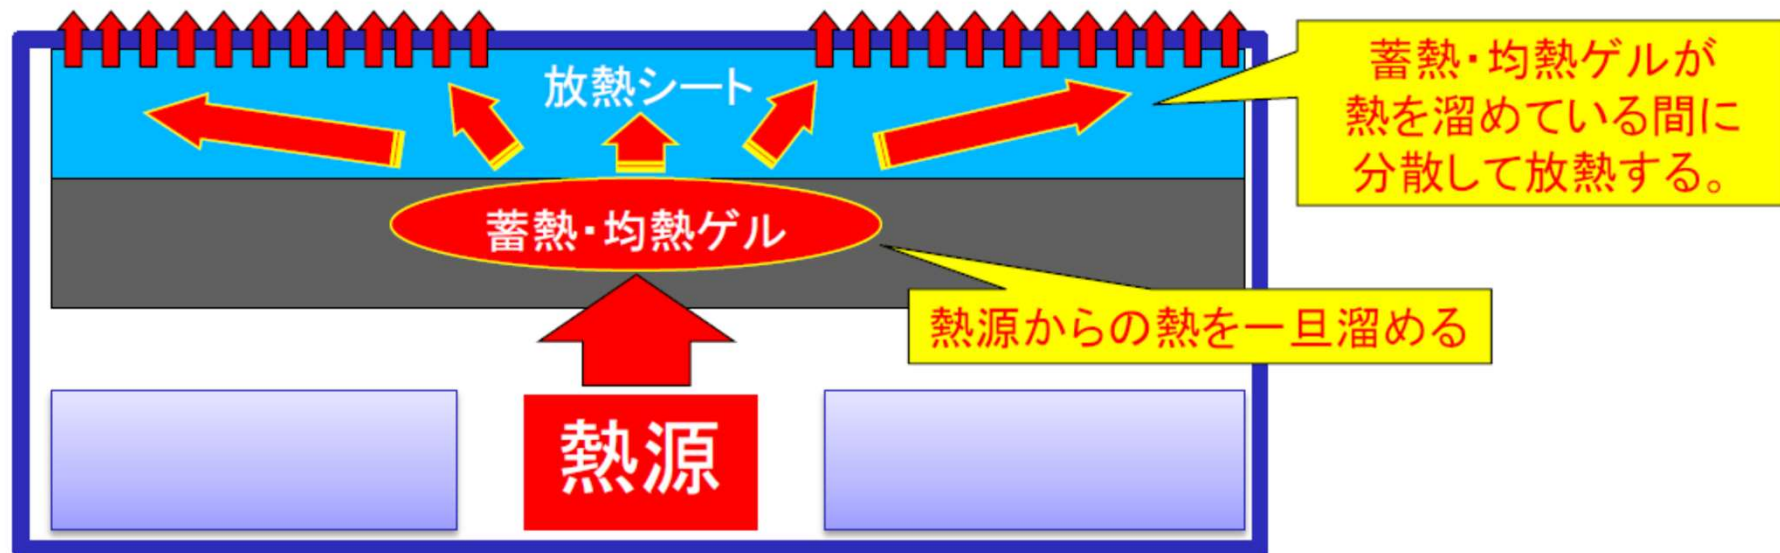 放熱シート
蓄熱・均熱ゲルが
熱を溜めている間に
分散して放熱する。
蓄熱・均熱ゲル
熱源からの熱を一旦溜める
熱源